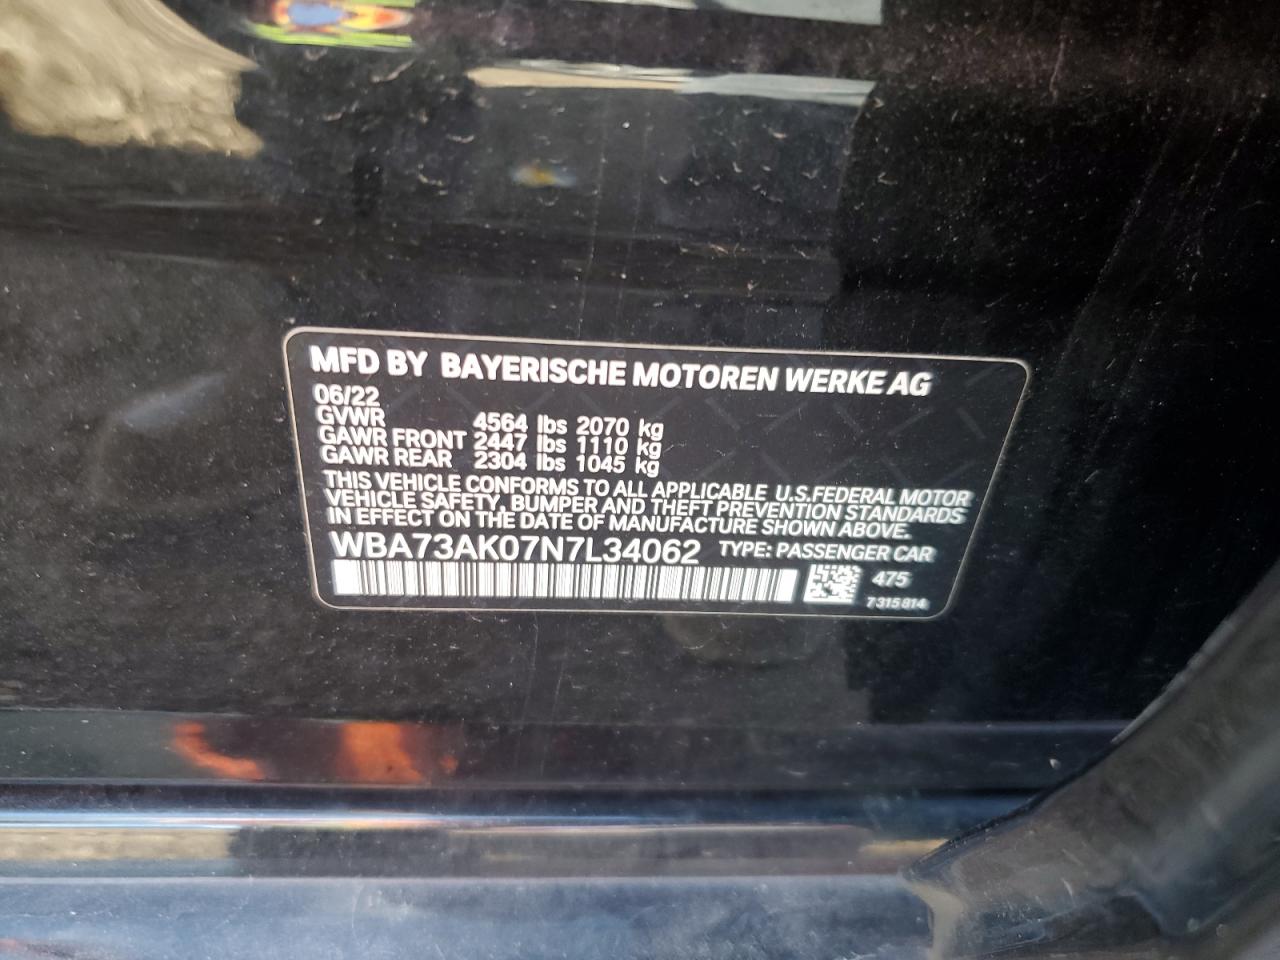 MFD BY BAYERISCHE MOTOREN WERKE AG
06/22
GVWR 4564 lbs 2070 kg
GAWR FRONT 2447 lbs 1110 kg
GAWR REAR 2304 lbs 1045 kg
THIS VEHICLE CONFORMS TO ALL APPLICABLE U.S.FEDERAL MOTOR
VEHICLE SAFETY, BUMPER AND THEFT PREVENTION STANDARDS
IN EFFECT ON THE DATE OF MANUFACTURE SHOWN ABOVE.
WBA73AK07N7L34062 TYPE: PASSENGER CAR
475
7315814